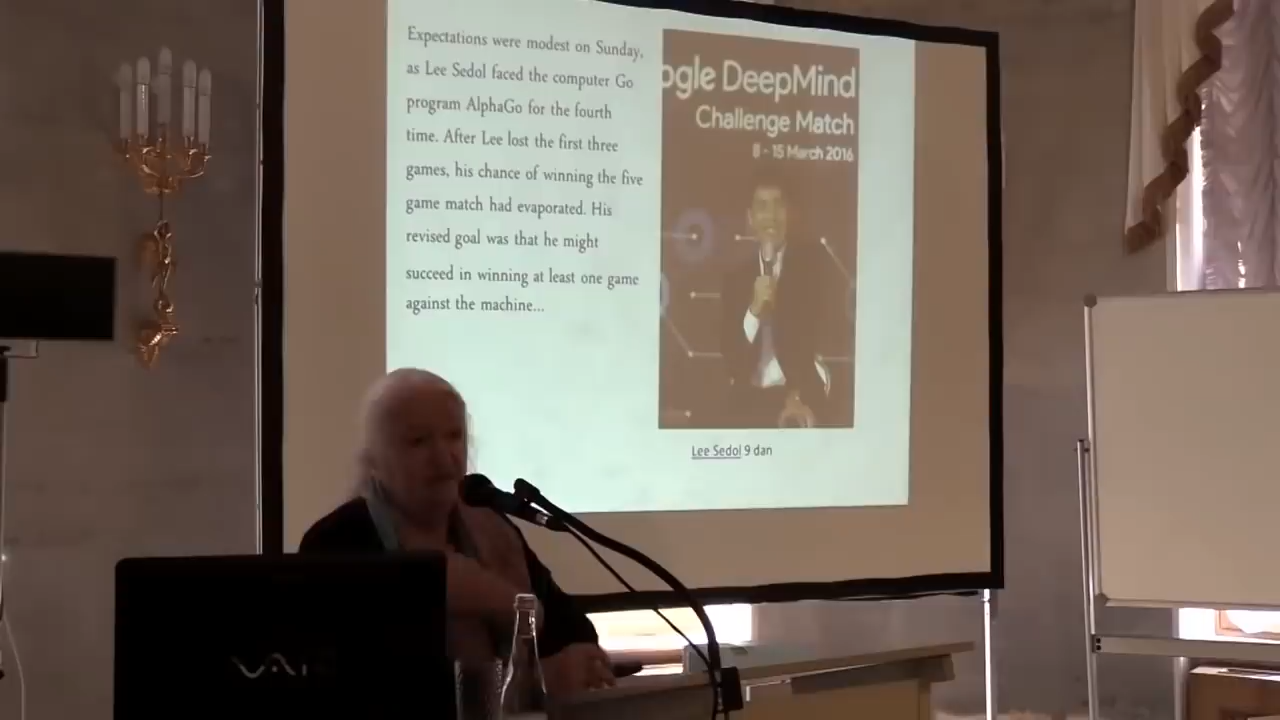 Expectations were modest on Sunday,
as Lee Sedol faced the computer Go
program AlphaGo for the fourth
time. After Lee lost the first three
games, his chance of winning the five
game match had evaporated. His
revised goal was that he might
succeed in winning at least one game
against the machine...
ogle DeepMind
Challenge Match
8 - 15 March 2016
Lee Sedol 9 dan
VAI